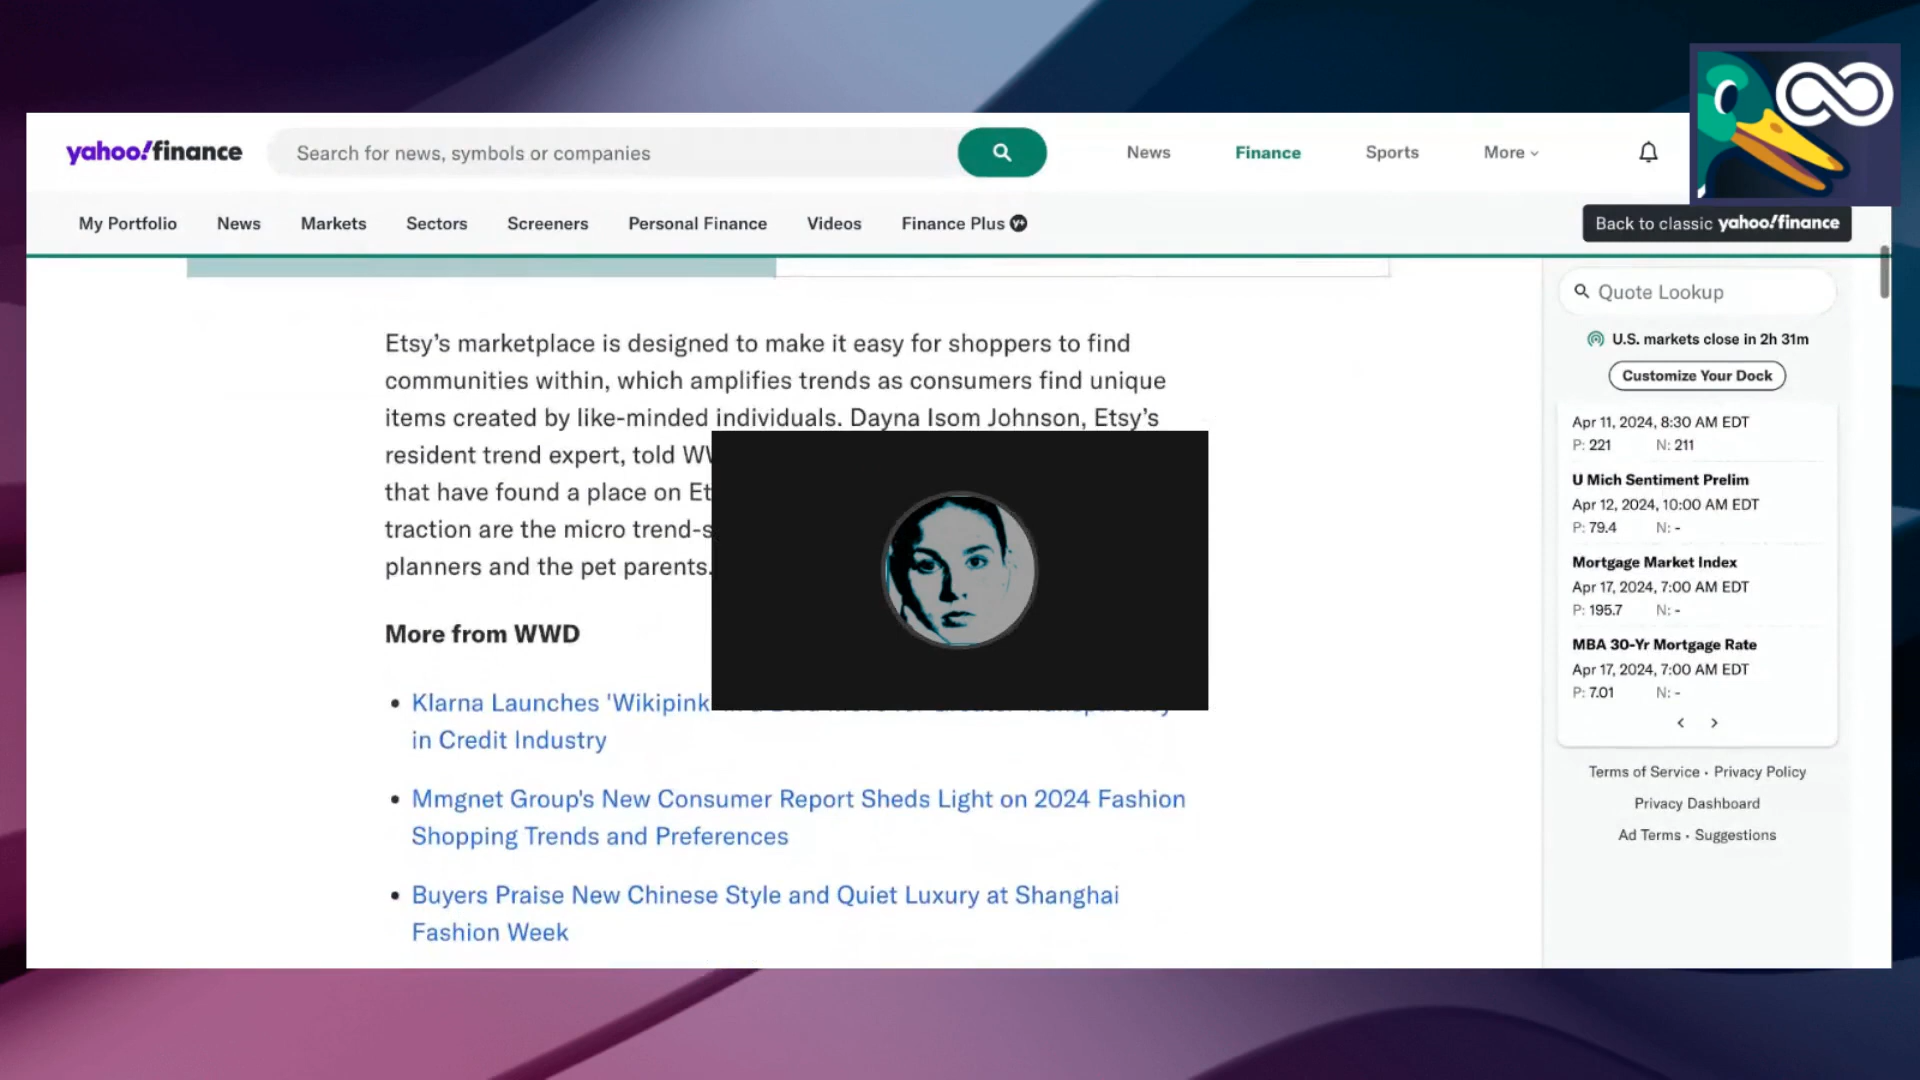 yahoo!finance
Search for news, symbols or companies
News
Finance
Sports
More
My Portfolio
News
Markets
Sectors
Screeners
Personal Finance
Videos
Finance Plus
Back to classic yahoo!finance
Etsy’s marketplace is designed to make it easy for shoppers to find
communities within, which amplifies trends as consumers find unique
items created by like-minded individuals. Dayna Isom Johnson, Etsy’s
resident trend expert, told
that have found a place on
traction are the micro
planners and the pet parents.
More from WWD
Klarna Launches 'Wikipink
in Credit Industry
Mmgnet Group's New Consumer Report Sheds Light on 2024 Fashion
Shopping Trends and Preferences
Buyers Praise New Chinese Style and Quiet Luxury at Shanghai
Fashion Week
Quote Lookup
U.S. markets close in 2h 31m
Customize Your Dock
Apr 11, 2024, 8:30 AM EDT
P: 221 N: 211
U Mich Sentiment Prelim
Apr 12, 2024, 10:00 AM EDT
P: 79.4 N: -
Mortgage Market Index
Apr 17, 2024, 7:00 AM EDT
P: 195.7 N: -
MBA 30-Yr Mortgage Rate
Apr 17, 2024, 7:00 AM EDT
P: 7.01 N: -
Terms of Service • Privacy Policy
Privacy Dashboard
Ad Terms • Suggestions